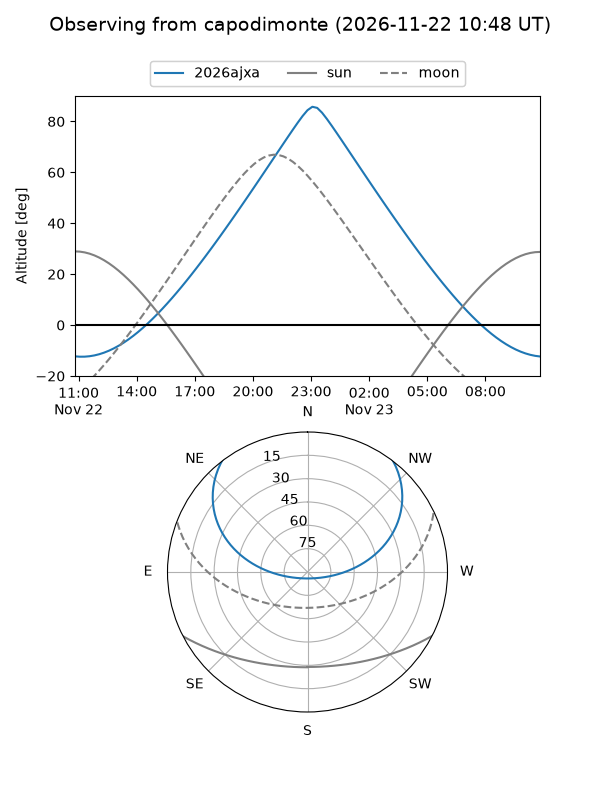 Observing from capodimonte (2026-11-22 10:48 UT)
2026ajxa sun moon
Altitude [deg]
80
60
40
20
0
−20
11:00 14:00 17:00 20:00 23:00 02:00 05:00 08:00
Nov 22 Nov 23
N
NE NW
15
30
45
60
75
E W
SE SW
S